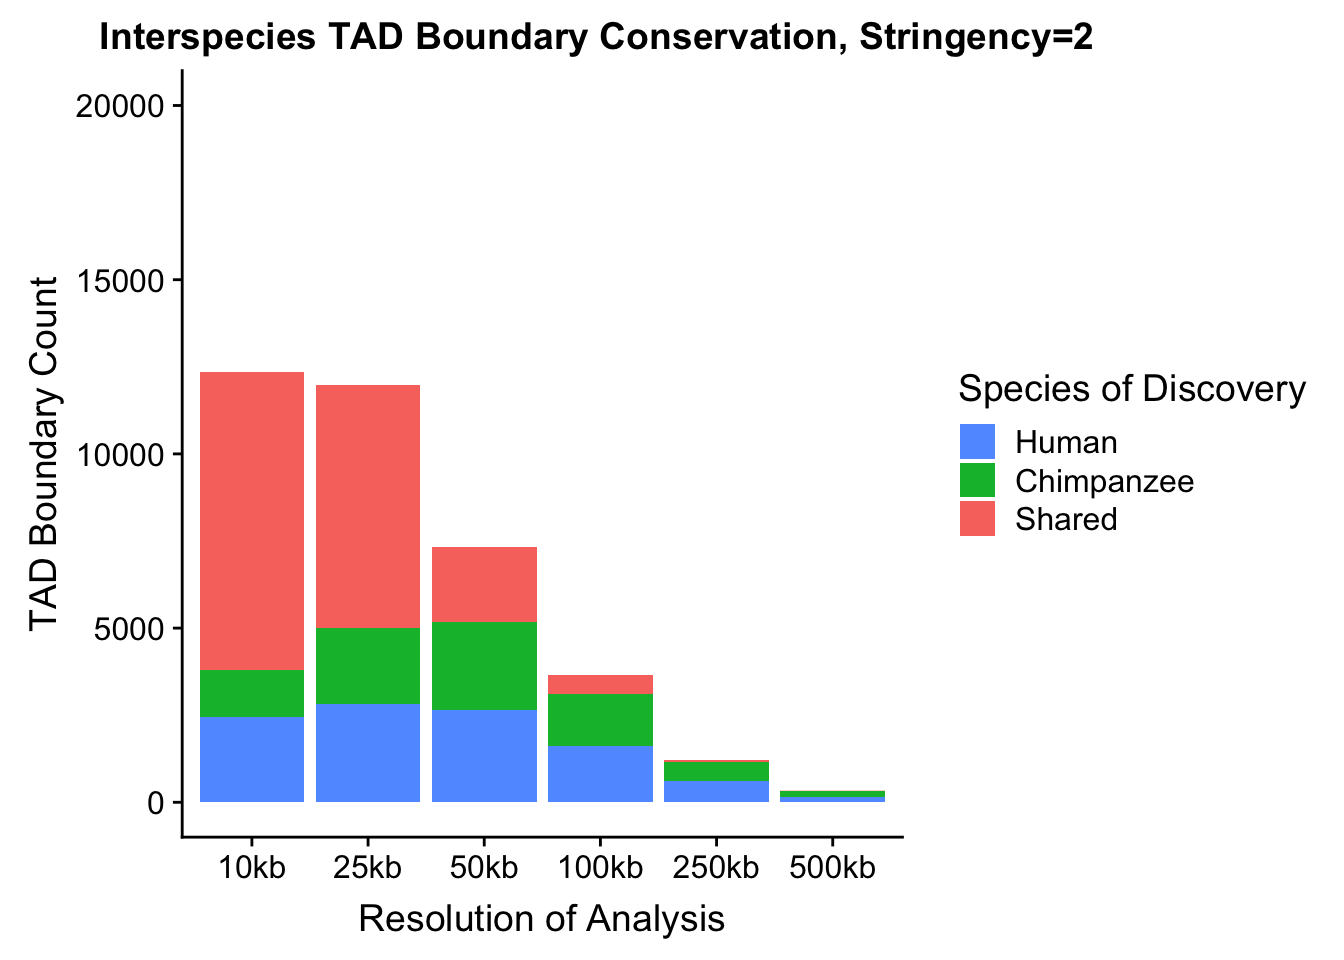 Interspecies TAD Boundary Conservation, Stringency=2
TAD Boundary Count
20000
15000
10000
5000
0
10kb 25kb 50kb 100kb 250kb 500kb
Resolution of Analysis
Species of Discovery
Human
Chimpanzee
Shared